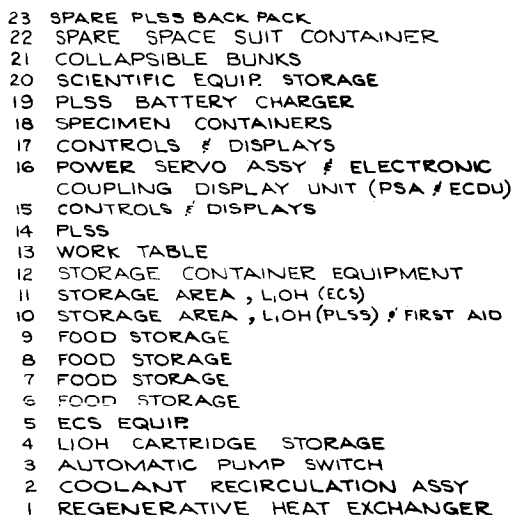 23 SPARE PLSS BACK PACK
22 SPARE SPACE SUIT CONTAINER
21 COLLAPSIBLE BUNKS
20 SCIENTIFIC EQUIP. STORAGE
19 PLSS BATTERY CHARGER
18 SPECIMEN CONTAINERS
17 CONTROLS & DISPLAYS
16 POWER SERVO ASSY & ELECTRONIC
COUPLING DISPLAY UNIT (PSA & ECDU)
15 CONTROLS & DISPLAYS
14 PLSS
13 WORK TABLE
12 STORAGE CONTAINER EQUIPMENT
11 STORAGE AREA, LiOH (ECS)
10 STORAGE AREA, LiOH (PLSS) & FIRST AID
9 FOOD STORAGE
8 FOOD STORAGE
7 FOOD STORAGE
6 FOOD STORAGE
5 ECS EQUIP.
4 LIOH CARTRIDGE STORAGE
3 AUTOMATIC PUMP SWITCH
2 COOLANT RECIRCULATION ASSY
1 REGENERATIVE HEAT EXCHANGER